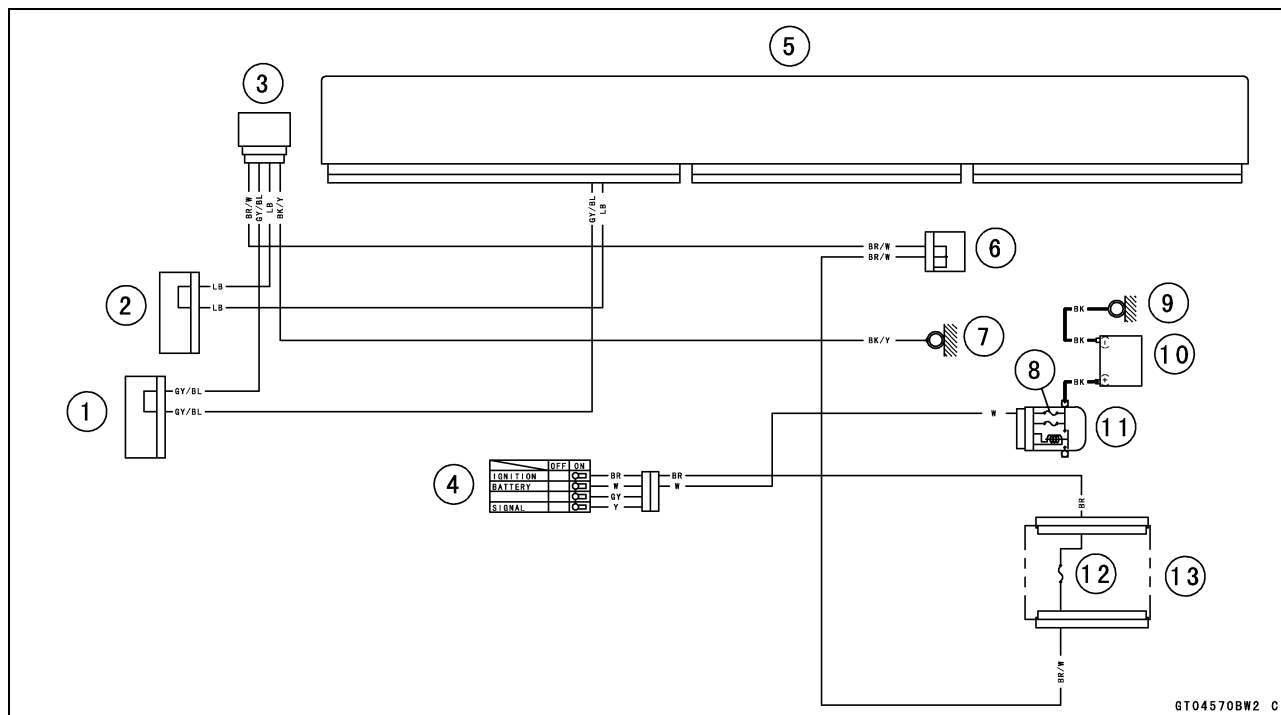 5
3
BR/W GY/BL LB BK/Y
GY/BL LB
BR/W
BR/W
6
LB
LB
2
BK
9
BK/Y
7
BK
(-)
10
8
BK
(+)
GY/BL
GY/BL
1
W
11
4
OFF ON
IGNITION BR BR
BATTERY W W
GY
SIGNAL Y
BR
12
13
BR/W
GT04570BW2 C